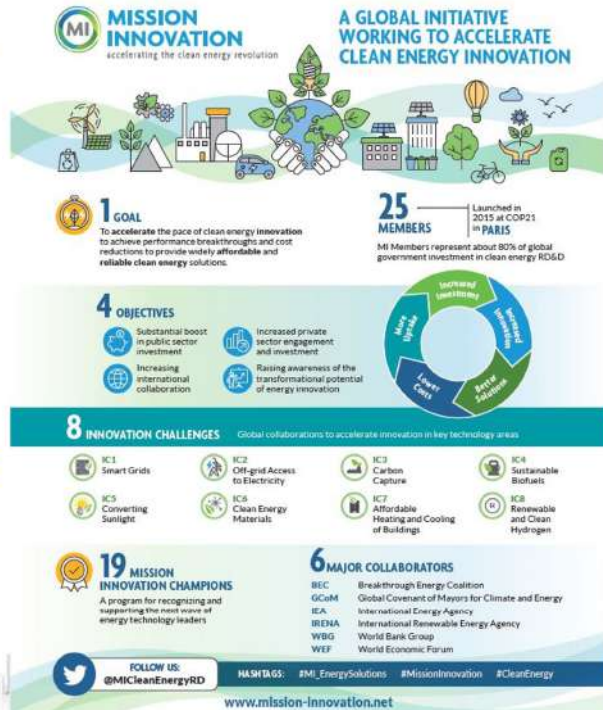 MI
MISSION
INNOVATION
accelerating the clean energy revolution
A GLOBAL INITIATIVE
WORKING TO ACCELERATE
CLEAN ENERGY INNOVATION
1 GOAL
To accelerate the pace of clean energy innovation
to achieve performance breakthroughs and cost
reductions to provide widely affordable and
reliable clean energy solutions.
25
MEMBERS
Launched in
2015 at COP21
in PARIS
MI Members represent about 80% of global
government investment in clean energy RD&D
4 OBJECTIVES
Substantial boost
in public sector
investment
Increased private
sector engagement
and investment
Increasing
international
collaboration
Raising awareness of the
transformational potential
of energy innovation
Increased
Investment
Increased
Innovation
Better
Solutions
Lower
Costs
More
Uptake
8 INNOVATION CHALLENGES Global collaborations to accelerate innovation in key technology areas
IC1
Smart Grids
IC2
Off-grid Access
to Electricity
IC3
Carbon
Capture
IC4
Sustainable
Biofuels
IC5
Converting
Sunlight
IC6
Clean Energy
Materials
IC7
Affordable
Heating and Cooling
of Buildings
IC8
Renewable
and Clean
Hydrogen
19 MISSION
INNOVATION CHAMPIONS
A program for recognizing and
supporting the next wave of
energy technology leaders
6 MAJOR COLLABORATORS
BEC Breakthrough Energy Coalition
GCoM Global Covenant of Mayors for Climate and Energy
IEA International Energy Agency
IRENA International Renewable Energy Agency
WBG World Bank Group
WEF World Economic Forum
FOLLOW US:
@MICleanEnergyRD
HASHTAGS: #MI_EnergySolutions #MissionInnovation #CleanEnergy
www.mission-innovation.net